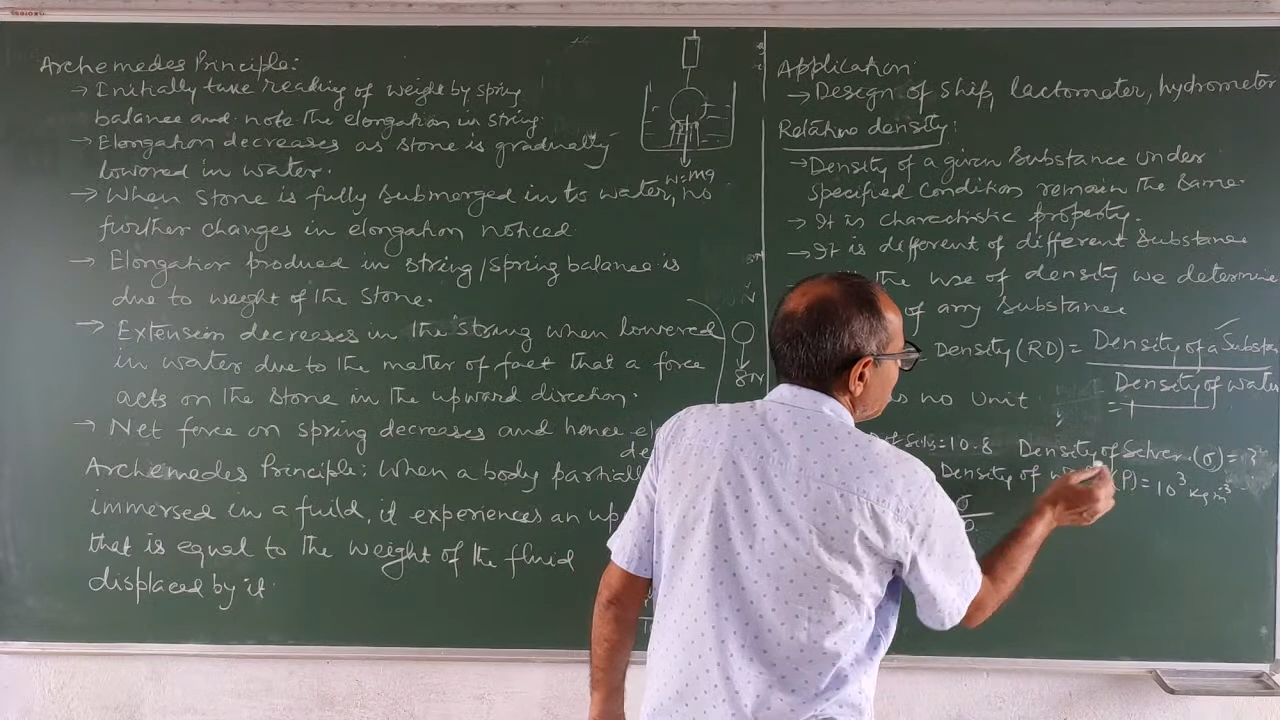 Archemedes Principle:
→ Initially take reading of weight by spring
balance and note the elongation in string.
→ Elongation decreases as stone is gradually
lowered in water.
→ When stone is fully submerged in to water, no
further changes in elongation noticed.
→ Elongation produced in string/spring balance is
due to weight of the stone.
→ Extension decreases in the string when lowered
in water due to the matter of fact that a force
acts on the stone in the upward direction.
→ Net force on spring decreases and hence
Archemedes Principle: When a body partially
immersed in a fuild, it experiences an
that is equal to the weight of the fluid
displaced by it.
w=mg
8N
Application:
→ Design of ship, lactometer, hydrometer
Relative density:
→ Density of a given substance under
specified condition remain the same.
→ It is charectristic property.
→ It is different of different substance
the use of density we determine
of any substance
Density (RD) = Density of a Substan
Density of water
no unit
= 10.8 Density of Silver (σ) = ?
Density of (ρ) = 10³ kg m⁻³
σ